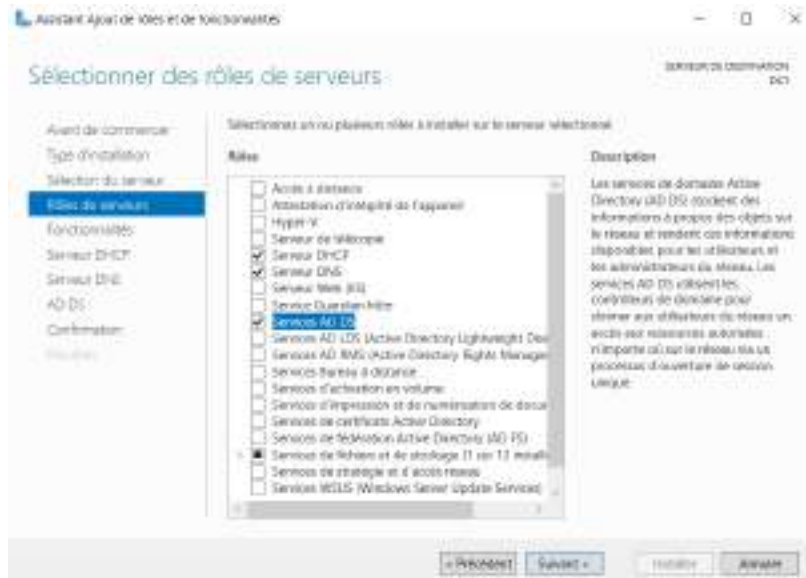 Assistant Ajout de rôles et de fonctionnalités
Sélectionner des rôles de serveurs
SERVEUR DE DESTINATION
DC1
Avant de commencer
Type d'installation
Sélection du serveur
Rôles de serveurs
Fonctionnalités
Serveur DHCP
Serveur DNS
AD DS
Confirmation
Résultats
Sélectionnez un ou plusieurs rôles à installer sur le serveur sélectionné.
Rôles
Accès à distance
Attestation d'intégrité de l'appareil
Hyper-V
Serveur de télécopie
Serveur DHCP
Serveur DNS
Serveur Web (IIS)
Service Guardian hôte
Services AD DS
Services AD LDS (Active Directory Lightweight Dire
Services AD RMS (Active Directory Rights Manager
Services Bureau à distance
Services d'activation en volume
Services d'impression et de numérisation de docum
Services de certificats Active Directory
Services de fédération Active Directory (AD FS)
Services de fichiers et de stockage (1 sur 12 installé
Services de stratégie et d'accès réseau
Services WSUS (Windows Server Update Services)
Description
Les services de domaine Active
Directory (AD DS) stockent des
informations à propos des objets sur
le réseau et rendent ces informations
disponibles pour les utilisateurs et
les administrateurs du réseau. Les
services AD DS utilisent les
contrôleurs de domaine pour
donner aux utilisateurs du réseau un
accès aux ressources autorisées
n'importe où sur le réseau via un
processus d'ouverture de session
unique.
< Précédent
Suivant >
Installer
Annuler